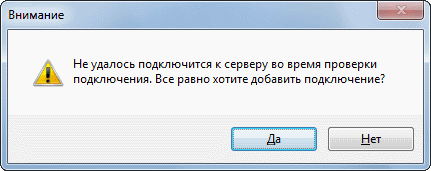 Внимание
Не удалось подключится к серверу во время проверки
подключения. Все равно хотите добавить подключение?
Да
Нет